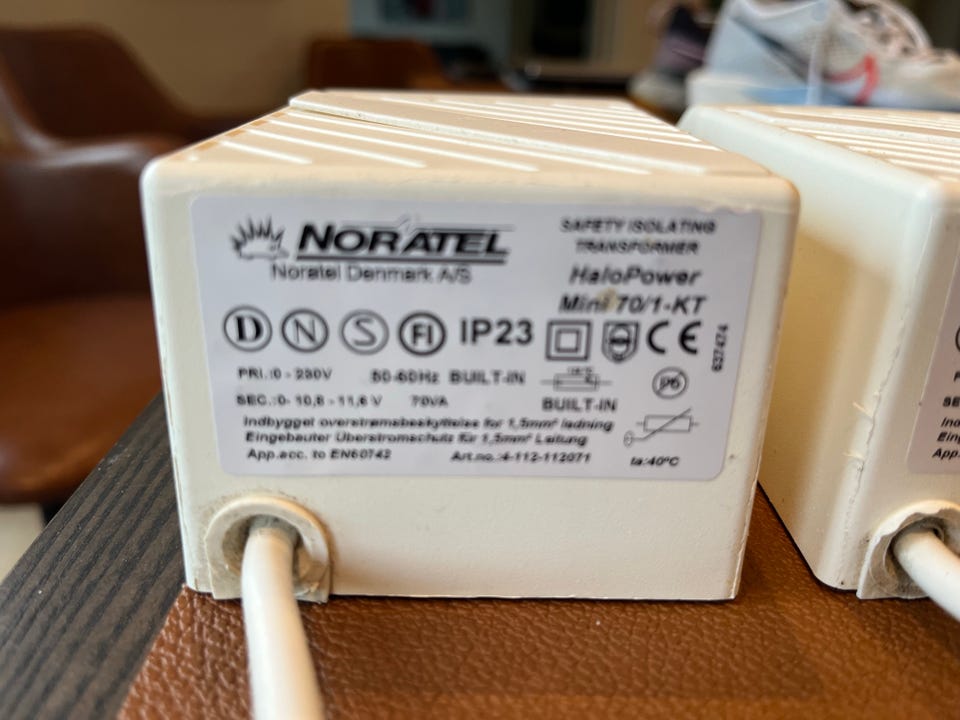 NORATEL
Noratel Denmark A/S
SAFETY ISOLATING
TRANSFORMER
HaloPower
Mini 70/1-KT
D N S FI IP23 CE
637474
PRI.:0 - 230V 50-60Hz BUILT-IN
SEC.:0- 10,8 - 11,6 V 70VA BUILT-IN
Indbygget overstrømsbeskyttelse for 1,5mm² ledning
Eingebauter Überstromschutz für 1,5mm² Leitung
App.acc. to EN60742 Art.no.:4-112-112071 ta:40°C